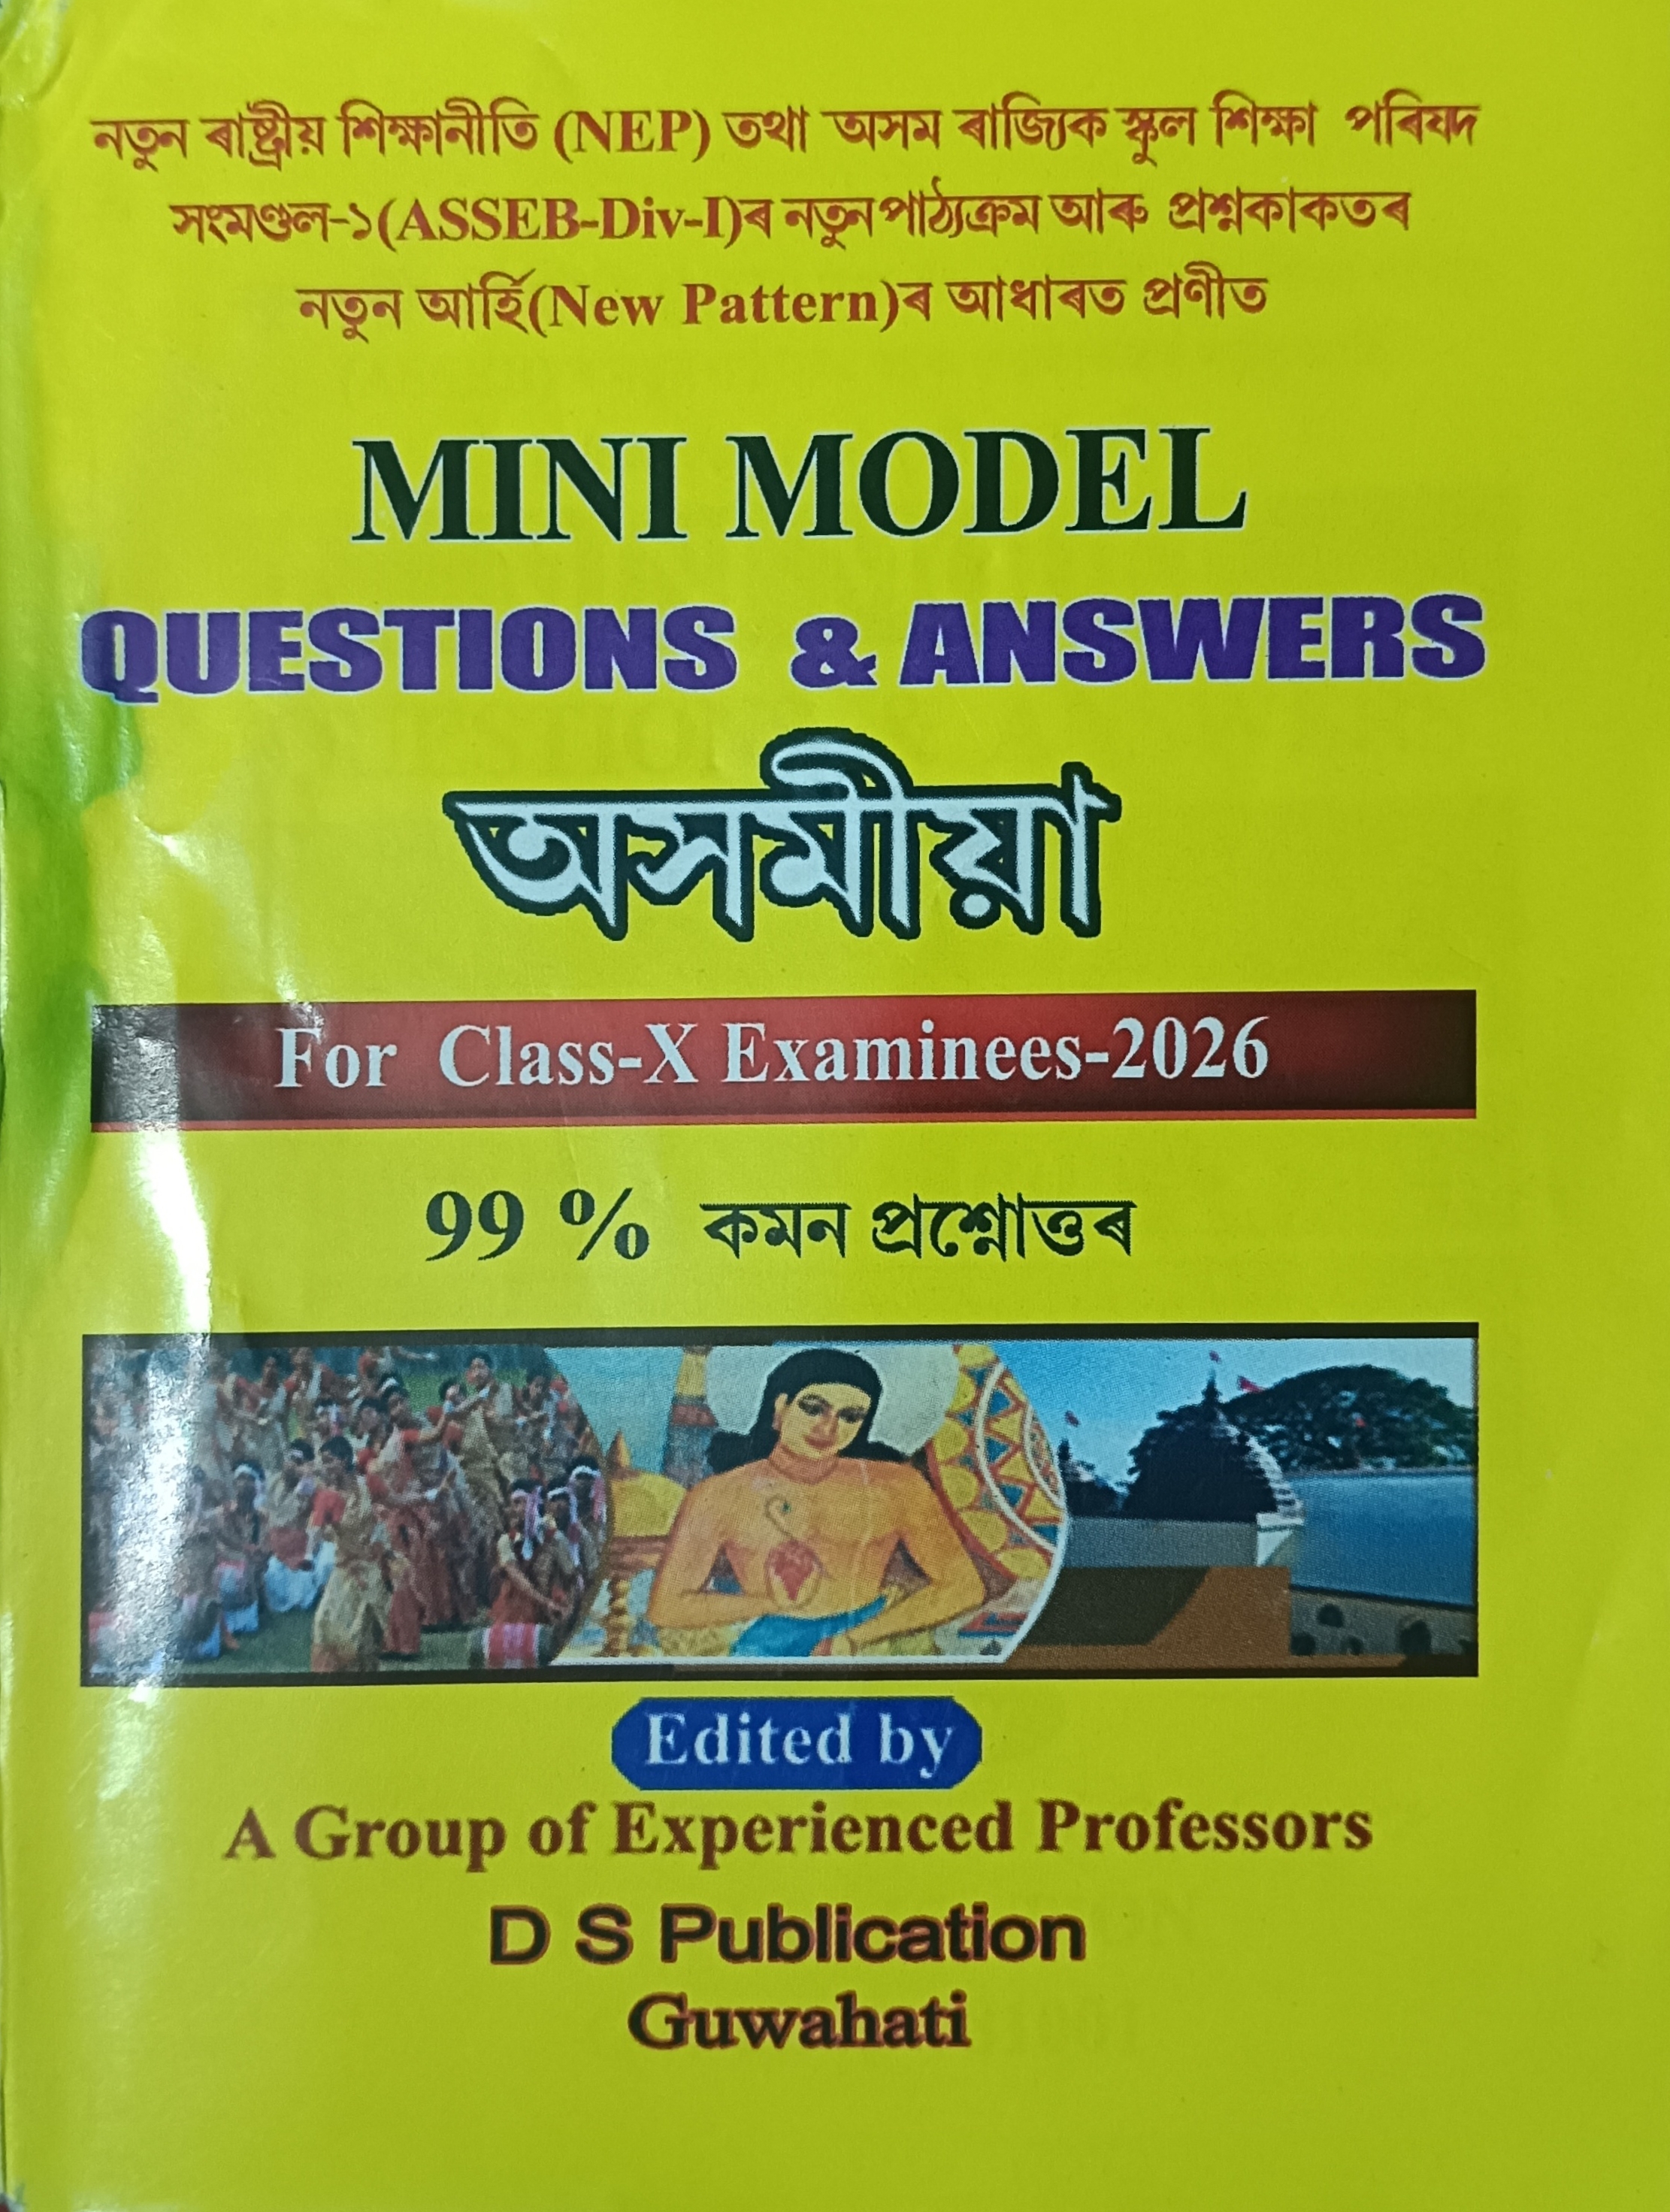 নতুন ৰাষ্ট্ৰীয় শিক্ষানীতি (NEP) তথা অসম ৰাজ্যিক স্কুল শিক্ষা পৰিষদ
সংমণ্ডল-১(ASSEB-Div-I)ৰ নতুন পাঠ্যক্ৰম আৰু প্ৰশ্নকাকতৰ
নতুন আৰ্হি(New Pattern)ৰ আধাৰত প্ৰণীত
MINI MODEL
QUESTIONS & ANSWERS
অসমীয়া
For Class-X Examinees-2026
99 % কমন প্ৰশ্নোত্তৰ
Edited by
A Group of Experienced Professors
D S Publication
Guwahati